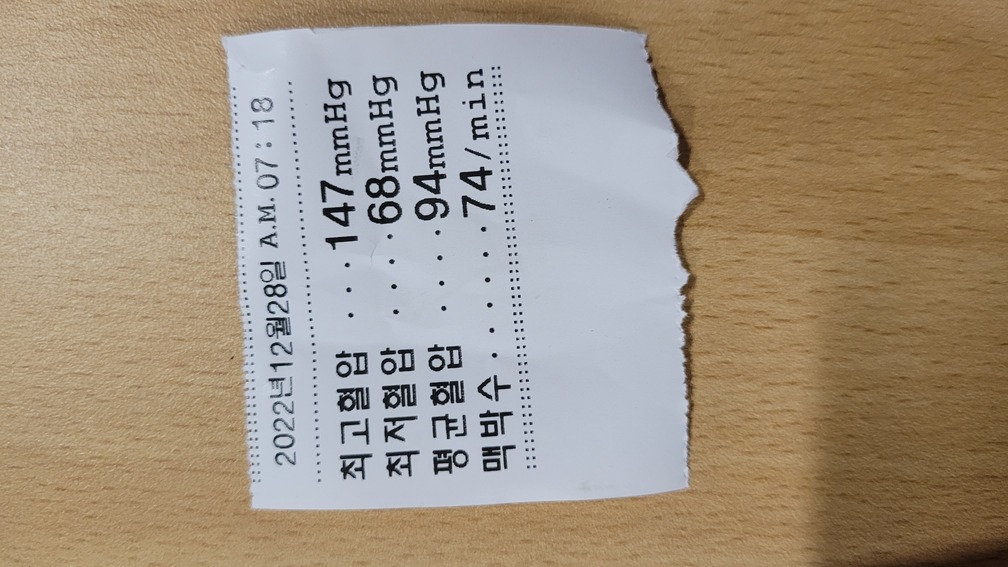 2022년12월28일 A.M. 07:18
최고혈압 ...147mmHg
최저혈압 ....68mmHg
평균혈압 ....94mmHg
맥박수......74/min